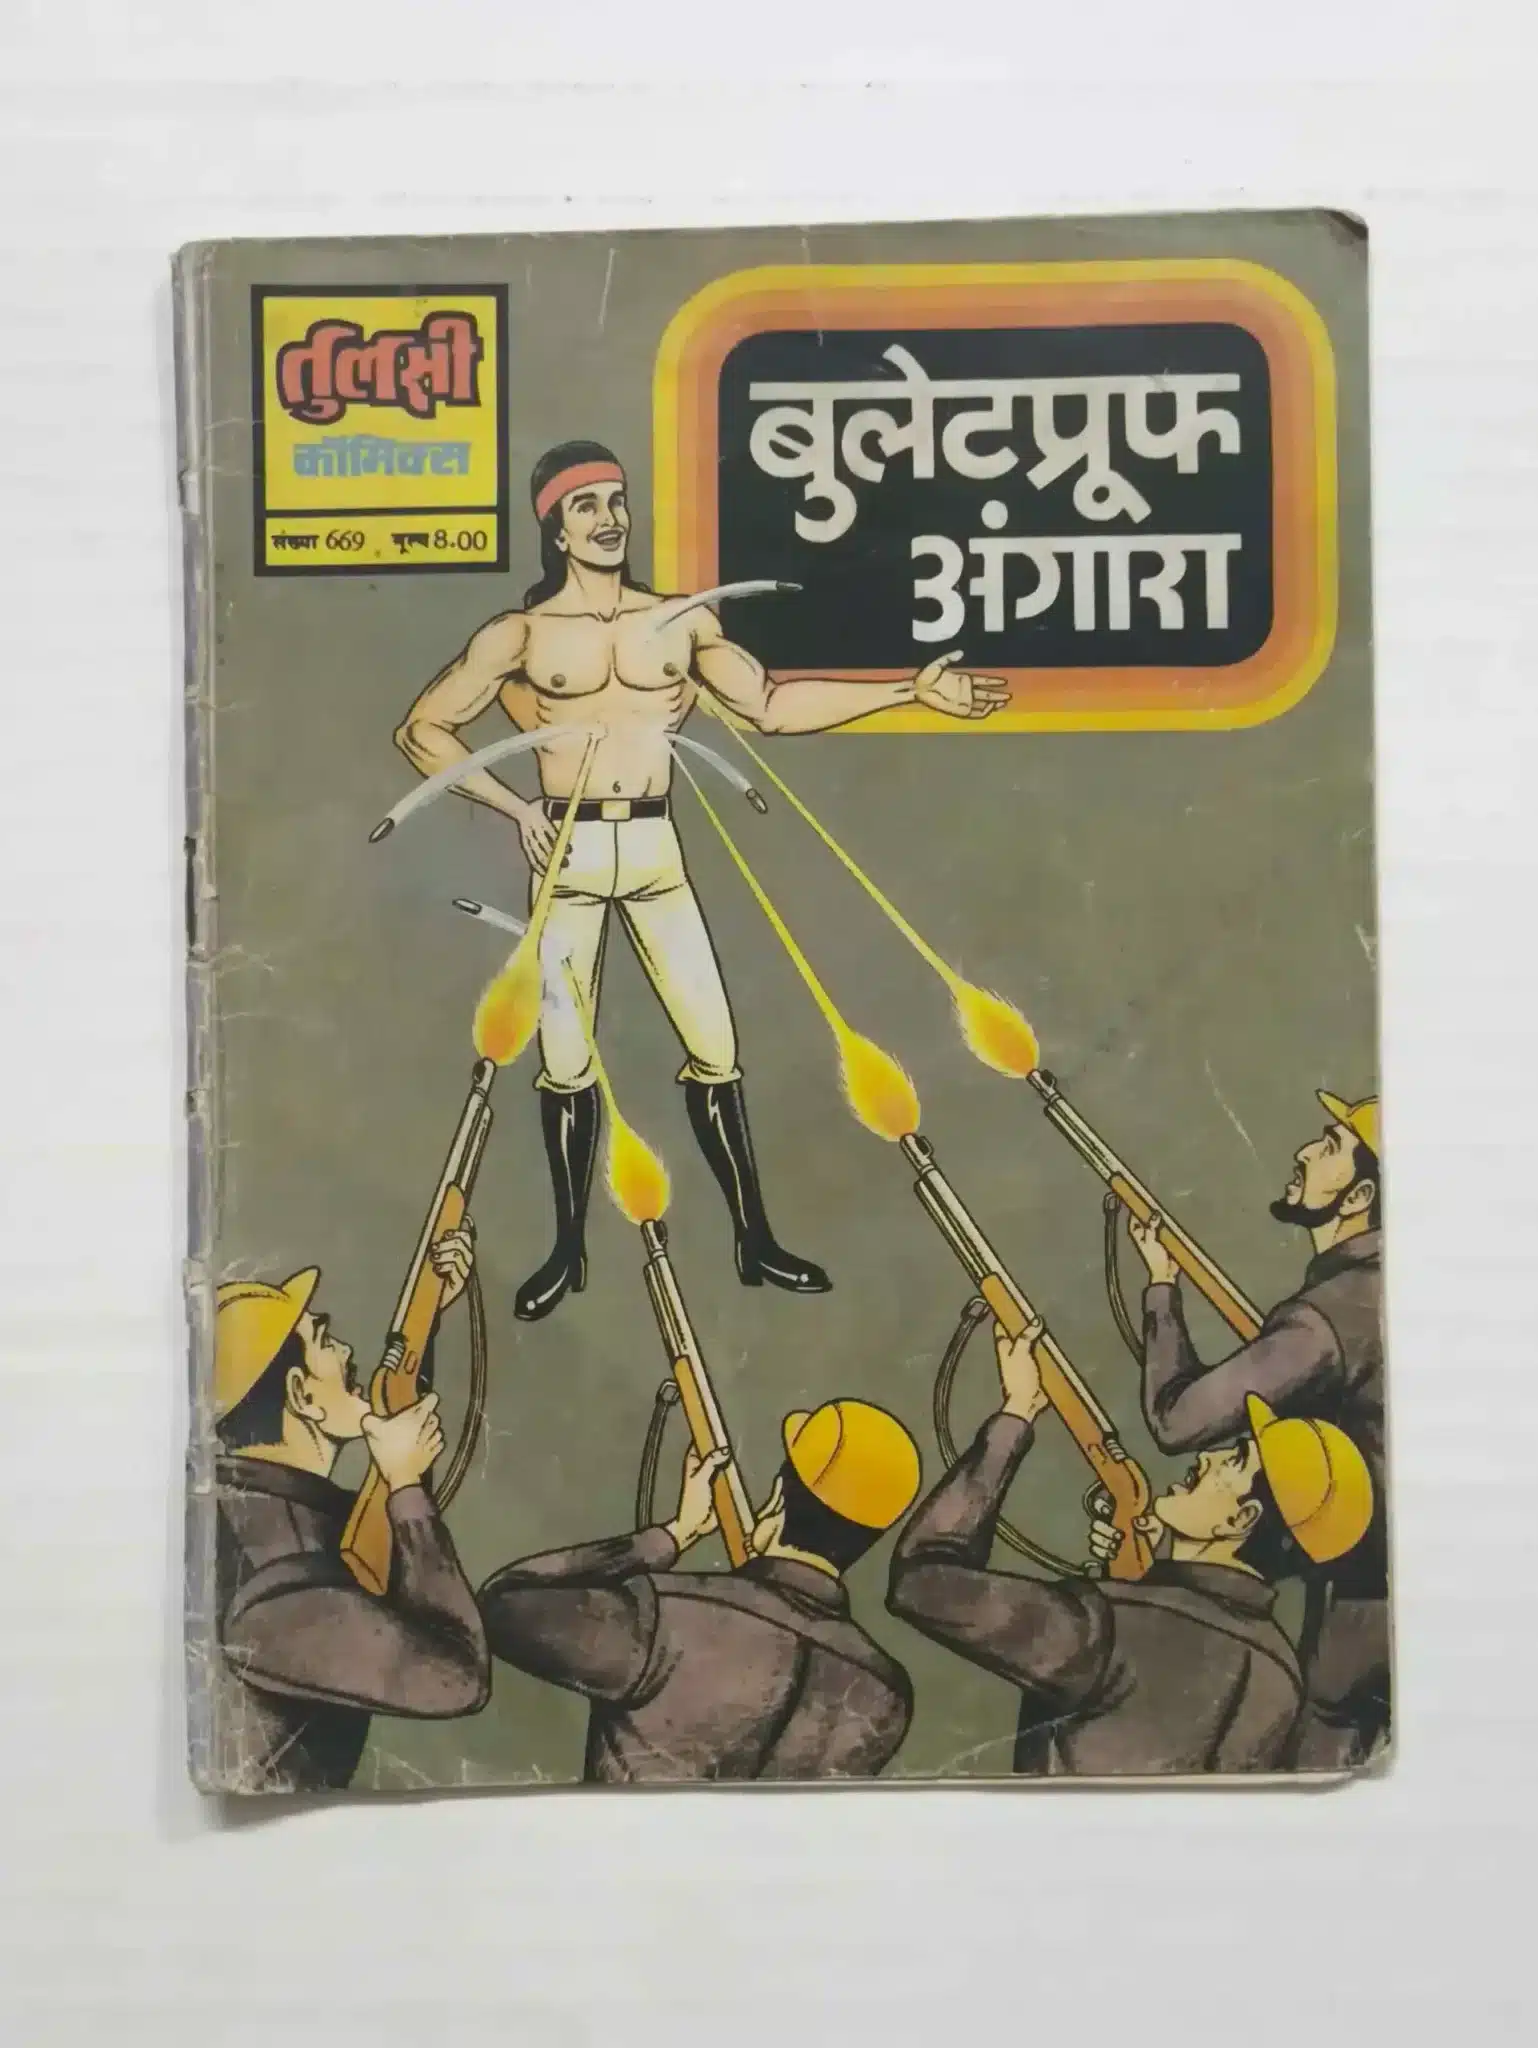 तुलसी
कॉमिक्स
संख्या 669 मूल्य 8.00
बुलेटप्रूफ
अंगारा